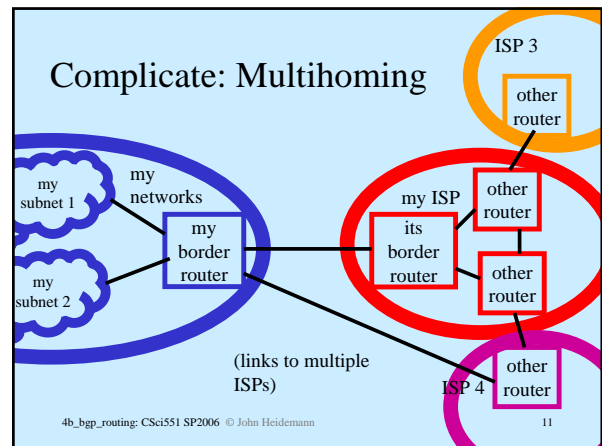 Complicate: Multihoming
ISP 3
other
router
my
subnet 1
my
networks
my
border
router
my
subnet 2
my ISP
its
border
router
other
router
other
router
(links to multiple
ISPs)
ISP 4
other
router
4b_bgp_routing: CSci551 SP2006 © John Heidemann
11